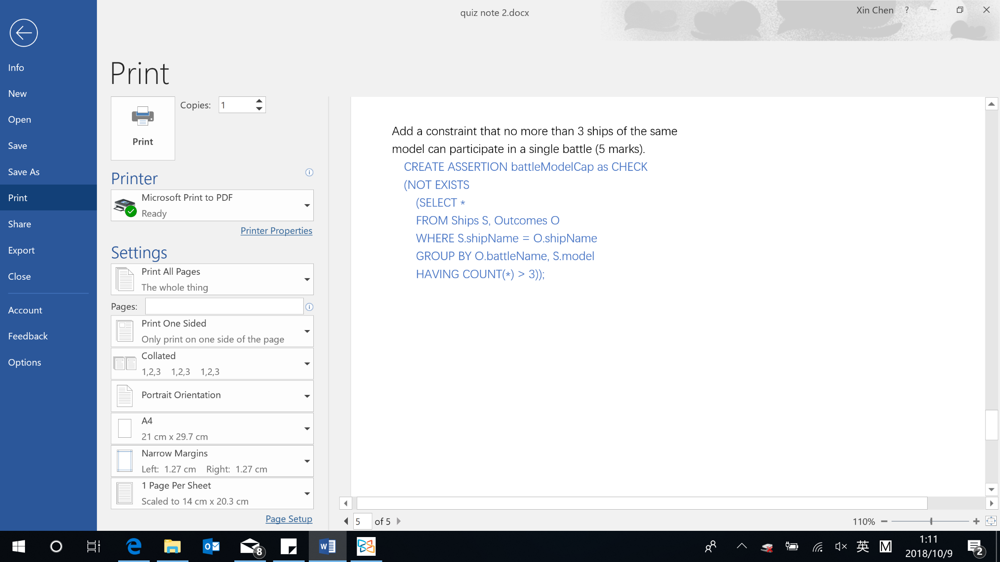 quiz note 2.docx
Xin Chen ?
Info
New
Open
Save
Save As
Print
Share
Export
Close
Account
Feedback
Options
Print
Print
Copies: 1
Printer
Microsoft Print to PDF
Ready
Printer Properties
Settings
Print All Pages
The whole thing
Pages:
Print One Sided
Only print on one side of the page
Collated
1,2,3 1,2,3 1,2,3
Portrait Orientation
A4
21 cm x 29.7 cm
Narrow Margins
Left: 1.27 cm Right: 1.27 cm
1 Page Per Sheet
Scaled to 14 cm x 20.3 cm
Page Setup
Add a constraint that no more than 3 ships of the same
model can participate in a single battle (5 marks).
CREATE ASSERTION battleModelCap as CHECK
(NOT EXISTS
(SELECT *
FROM Ships S, Outcomes O
WHERE S.shipName = O.shipName
GROUP BY O.battleName, S.model
HAVING COUNT(*) > 3));
5 of 5
110%
8
英
M
1:11
2018/10/9
2